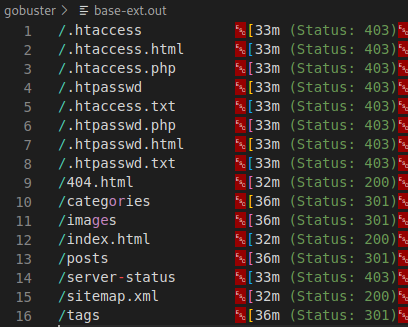 gobuster > base-ext.out
1 /.htaccess ␛[33m (Status: 403)␛
2 /.htaccess.html ␛[33m (Status: 403)␛
3 /.htaccess.php ␛[33m (Status: 403)␛
4 /.htpasswd ␛[33m (Status: 403)␛
5 /.htaccess.txt ␛[33m (Status: 403)␛
6 /.htpasswd.php ␛[33m (Status: 403)␛
7 /.htpasswd.html ␛[33m (Status: 403)␛
8 /.htpasswd.txt ␛[33m (Status: 403)␛
9 /404.html ␛[32m (Status: 200)␛
10 /categories ␛[36m (Status: 301)␛
11 /images ␛[36m (Status: 301)␛
12 /index.html ␛[32m (Status: 200)␛
13 /posts ␛[36m (Status: 301)␛
14 /server-status ␛[33m (Status: 403)␛
15 /sitemap.xml ␛[32m (Status: 200)␛
16 /tags ␛[36m (Status: 301)␛